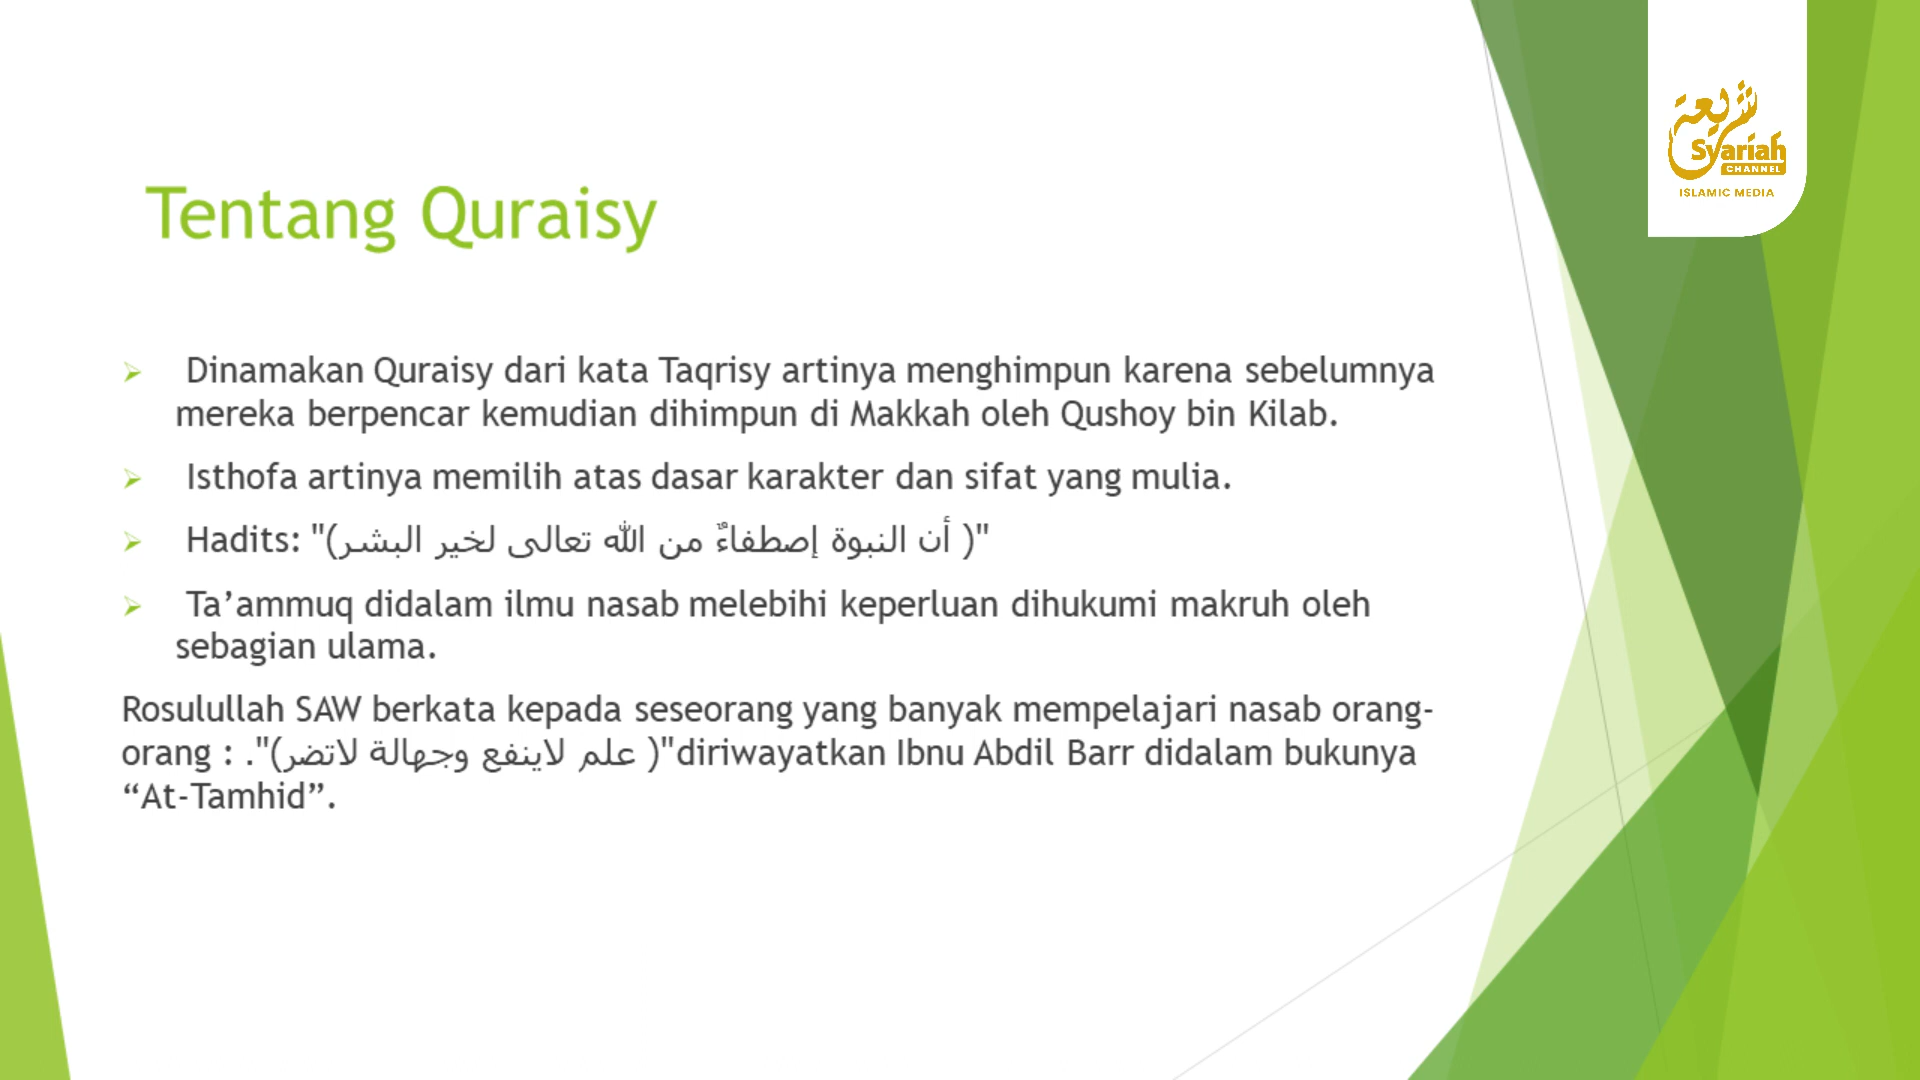 شريعة
Syariah
CHANNEL
ISLAMIC MEDIA
Tentang Quraisy
Dinamakan Quraisy dari kata Taqrisy artinya menghimpun karena sebelumnya
mereka berpencar kemudian dihimpun di Makkah oleh Qushoy bin Kilab.
Isthofa artinya memilih atas dasar karakter dan sifat yang mulia.
Hadits: "(أن النبوة إصطفاءٌ من الله تعالى لخير البشر )"
Ta’ammuq didalam ilmu nasab melebihi keperluan dihukumi makruh oleh
sebagian ulama.
Rosulullah SAW berkata kepada seseorang yang banyak mempelajari nasab orang-
orang : ."(علم لاينفع وجهالة لاتضر )"diriwayatkan Ibnu Abdil Barr didalam bukunya
“At-Tamhid”.